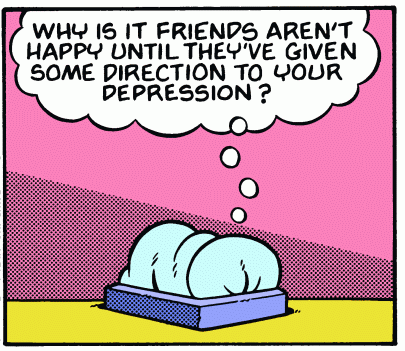 WHY IS IT FRIENDS AREN'T
HAPPY UNTIL THEY'VE GIVEN
SOME DIRECTION TO YOUR
DEPRESSION?